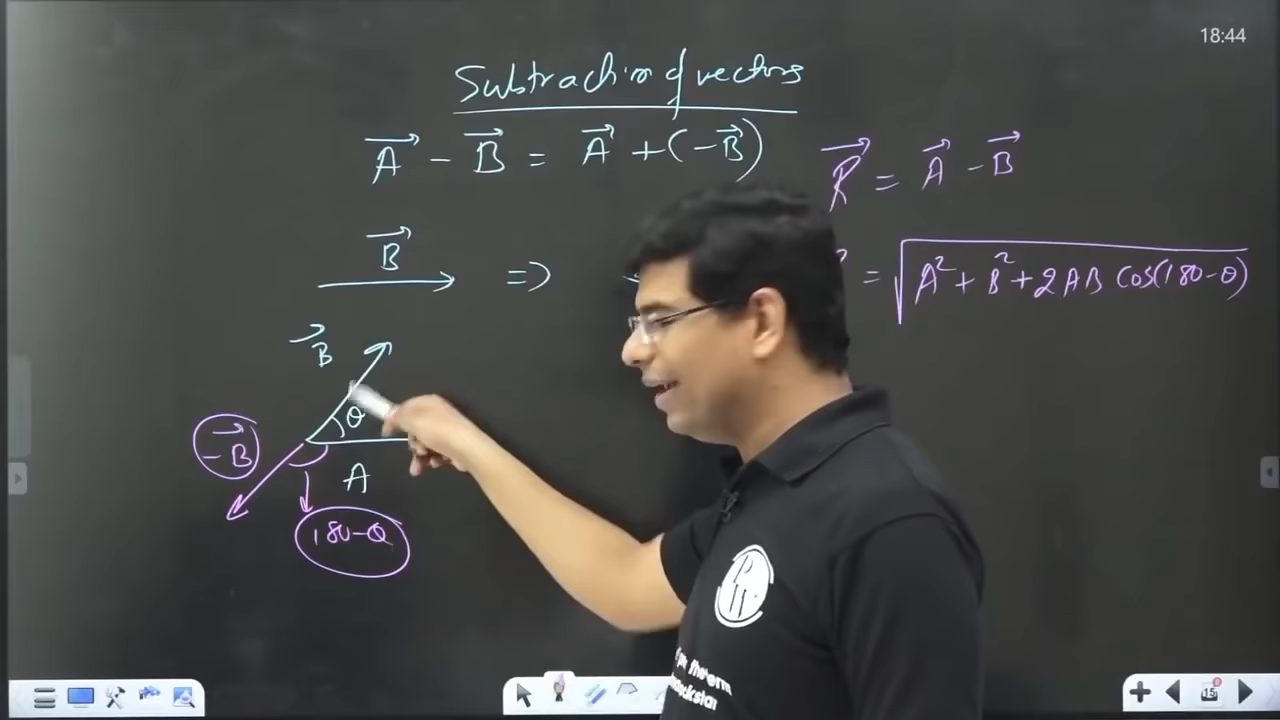 18:44
Subtraction of vectors
A⃗ - B⃗ = A⃗ + (-B⃗)
R⃗ = A⃗ - B⃗
B⃗
=>
= √(A² + B² + 2AB Cos(180-θ))
B⃗
θ
-B⃗
A
180-θ
15